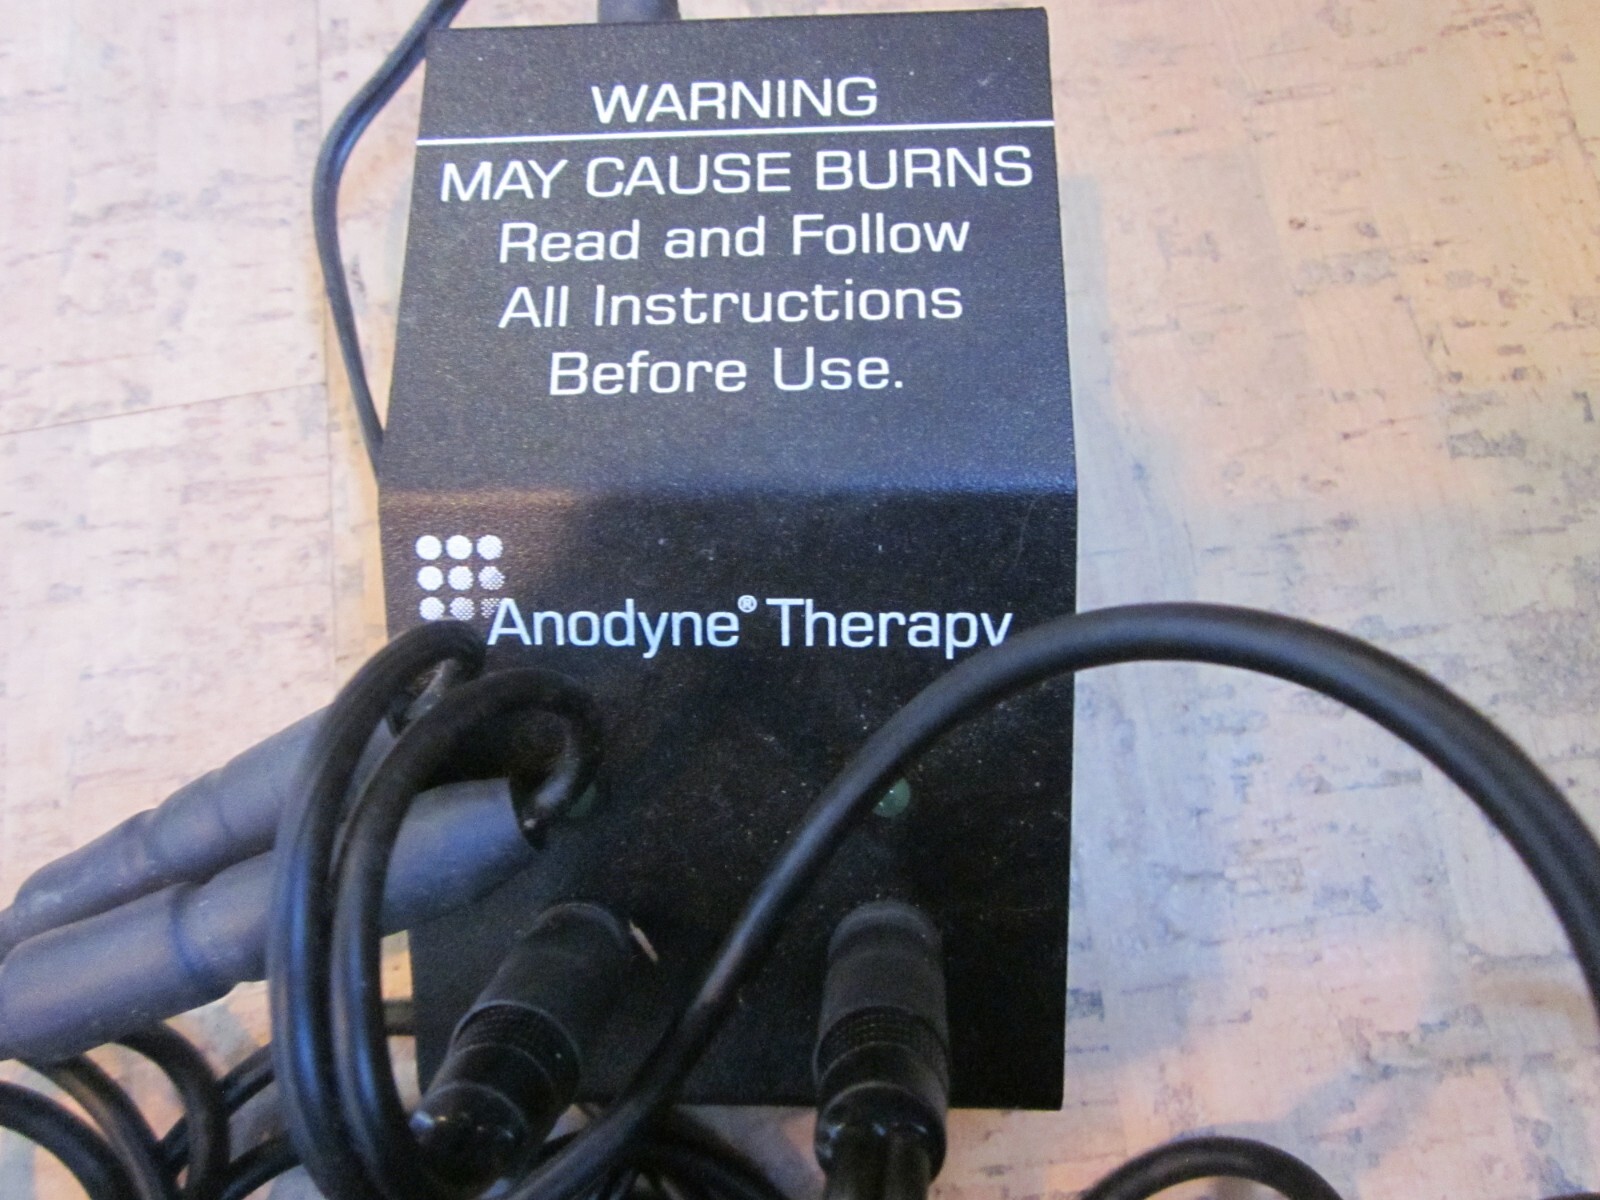 WARNING
MAY CAUSE BURNS
Read and Follow
All Instructions
Before Use.
Anodyne® Therapy